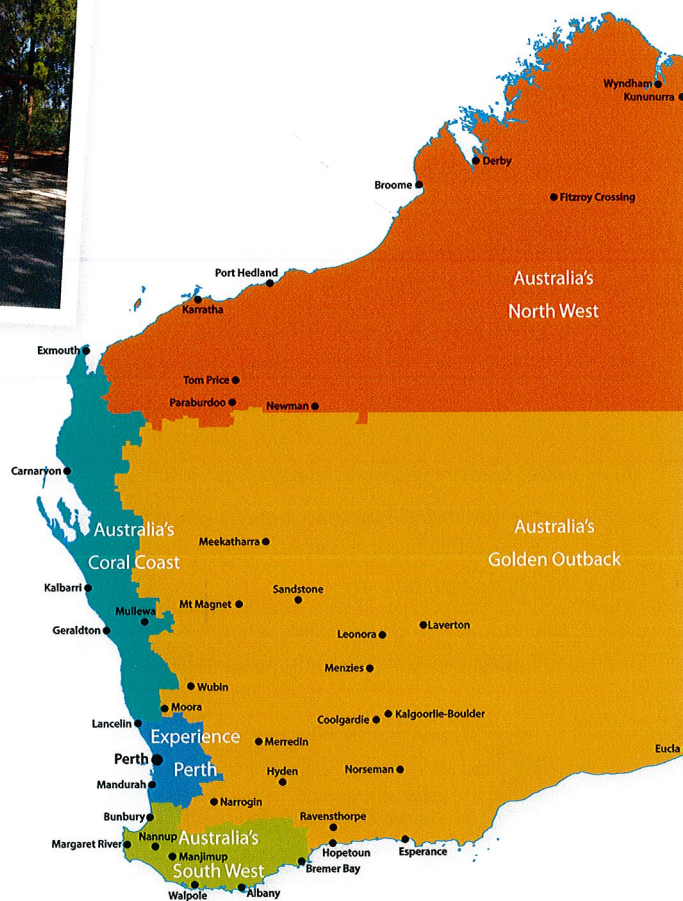 Wyndham
Kununurra
Derby
Broome
Fitzroy Crossing
Port Hedland
Australia's
North West
Karratha
Exmouth
Tom Price
Paraburdoo
Newman
Carnarvon
Australia's
Coral Coast
Australia's
Golden Outback
Meekatharra
Kalbarri
Sandstone
Mt Magnet
Mullewa
Geraldton
Laverton
Leonora
Menzies
Wubin
Moora
Lancelin
Kalgoorlie-Boulder
Coolgardie
Experience
Perth
Merredin
Eucla
Perth
Hyden
Norseman
Mandurah
Narrogin
Bunbury
Ravensthorpe
Nannup
Australia's
South West
Margaret River
Manjimup
Hopetoun
Esperance
Bremer Bay
Walpole
Albany